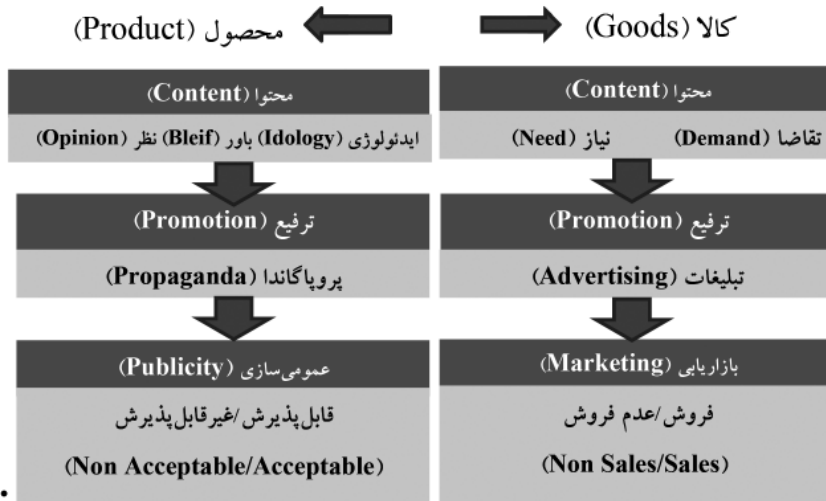 کالا (Goods)
محتوا (Content)
تقاضا (Demand) نیاز (Need)
ترفیع (Promotion)
تبلیغات (Advertising)
بازاریابی (Marketing)
فروش/عدم فروش
(Non Sales/Sales)
محصول (Product)
محتوا (Content)
ایدئولوژی (Idology) باور (Bleif) نظر (Opinion)
ترفیع (Promotion)
پروپاگاندا (Propaganda)
عمومی‌سازی (Publicity)
قابل‌پذیرش/غیرقابل‌پذیرش
(Non Acceptable/Acceptable)